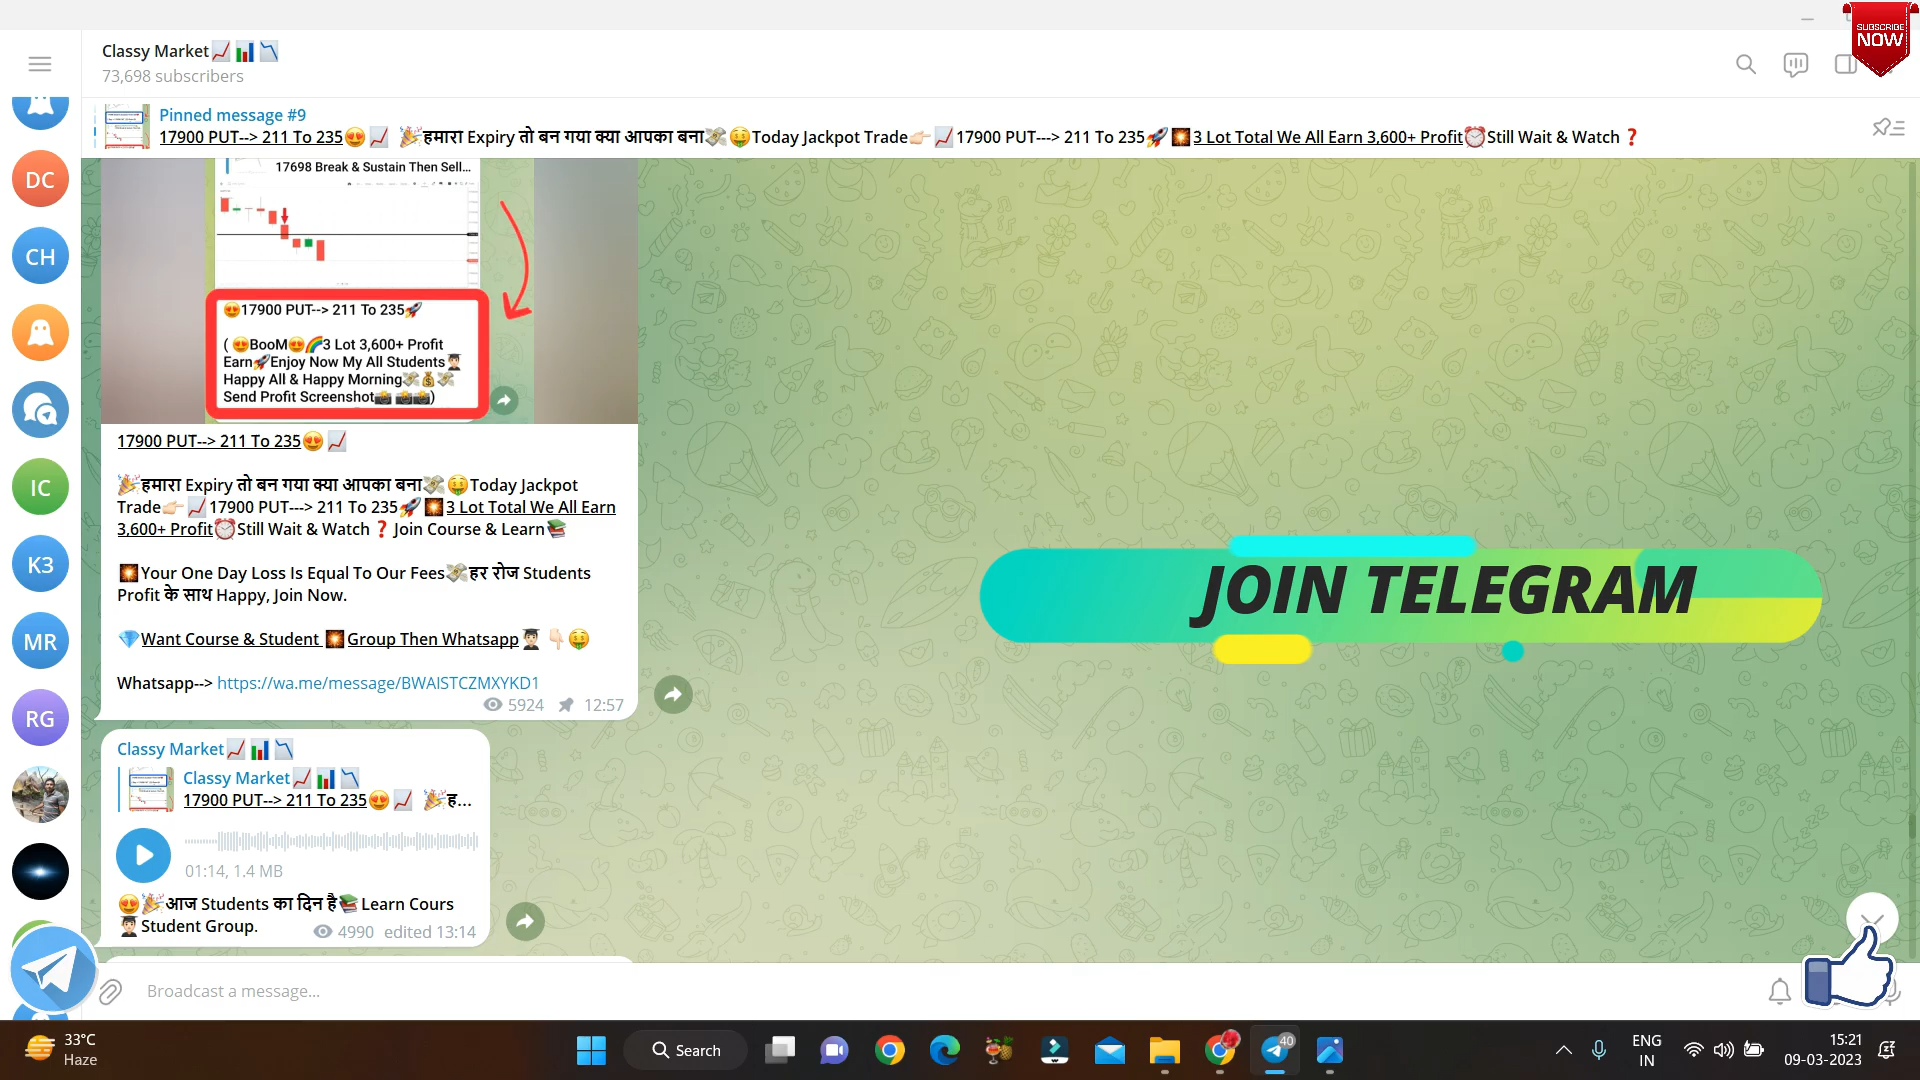 SUBSCRIBE
NOW
Classy Market📈📊📉
73,698 subscribers
Pinned message #9
17900 PUT--> 211 To 235😍📈 🎉हमारा Expiry तो बन गया क्या आपका बना💸🤑Today Jackpot Trade👉🏻📈17900 PUT---> 211 To 235🚀💥3 Lot Total We All Earn 3,600+ Profit⏰Still Wait & Watch❓
DC
CH
IC
K3
MR
RG
17698 Break & Sustain Then Sell...
😍17900 PUT--> 211 To 235🚀
( 😍BooM😍🌈3 Lot 3,600+ Profit
Earn🚀Enjoy Now My All Students👨🏻‍🎓
Happy All & Happy Morning💸💰💸
Send Profit Screenshot📸📸📸)
17900 PUT--> 211 To 235😍📈
🎉हमारा Expiry तो बन गया क्या आपका बना💸🤑Today Jackpot
Trade👉🏻📈17900 PUT---> 211 To 235🚀💥3 Lot Total We All Earn
3,600+ Profit⏰Still Wait & Watch❓Join Course & Learn📚
💥Your One Day Loss Is Equal To Our Fees💸हर रोज Students
Profit के साथ Happy, Join Now.
💎Want Course & Student 💥Group Then Whatsapp👨🏻‍🎓👇🏻🤑
Whatsapp--> https://wa.me/message/BWAISTCZMXYKD1
5924 12:57
JOIN TELEGRAM
Classy Market📈📊📉
Classy Market📈📊📉
17900 PUT--> 211 To 235😍📈 🎉ह...
01:14, 1.4 MB
😍🎉आज Students का दिन है📚Learn Cours
👨🏻‍🎓Student Group.
4990 edited 13:14
Broadcast a message...
33°C
Haze
Search
40
ENG
IN
15:21
09-03-2023